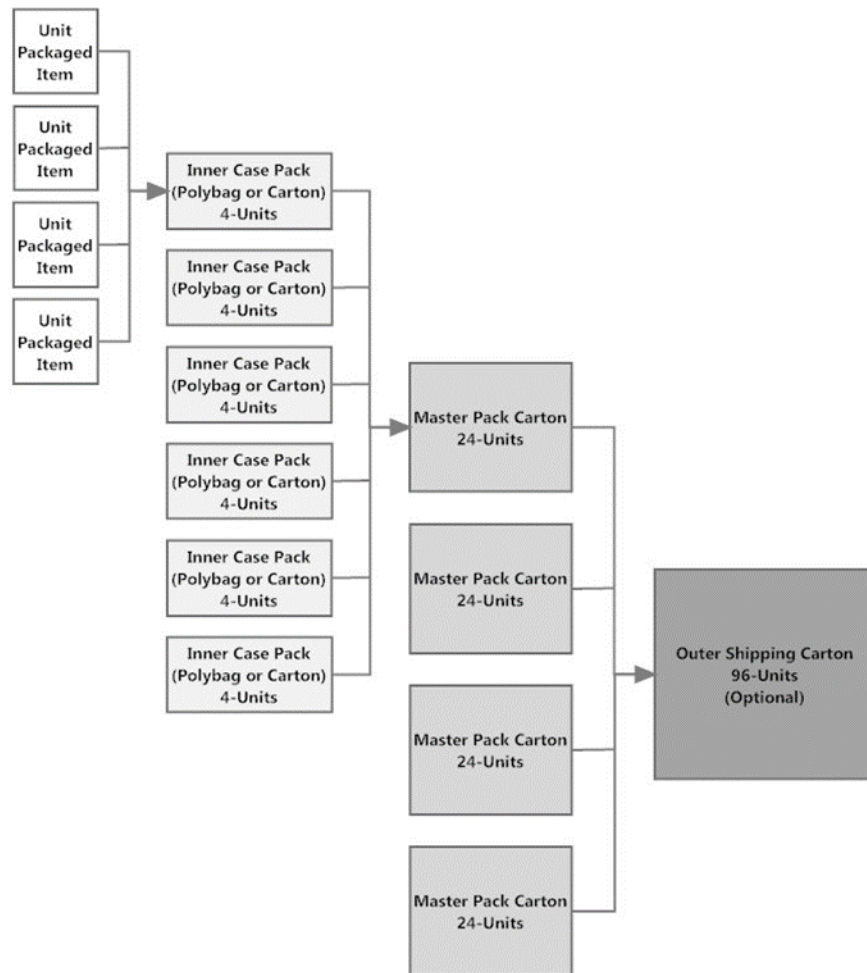 Unit
Packaged
Item
Unit
Packaged
Item
Unit
Packaged
Item
Unit
Packaged
Item
Inner Case Pack
(Polybag or Carton)
4-Units
Inner Case Pack
(Polybag or Carton)
4-Units
Inner Case Pack
(Polybag or Carton)
4-Units
Inner Case Pack
(Polybag or Carton)
4-Units
Inner Case Pack
(Polybag or Carton)
4-Units
Inner Case Pack
(Polybag or Carton)
4-Units
Master Pack Carton
24-Units
Master Pack Carton
24-Units
Master Pack Carton
24-Units
Master Pack Carton
24-Units
Outer Shipping Carton
96-Units
(Optional)